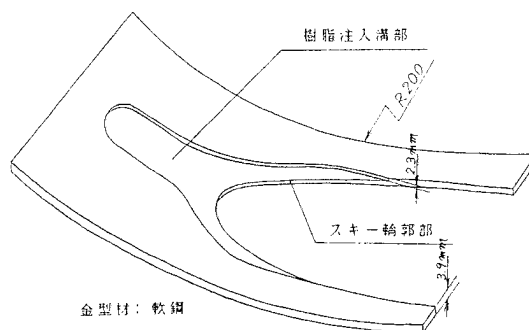 樹脂注入溝部
R200
2.3mm
スキー輪郭部
3.9mm
金型材：軟鋼